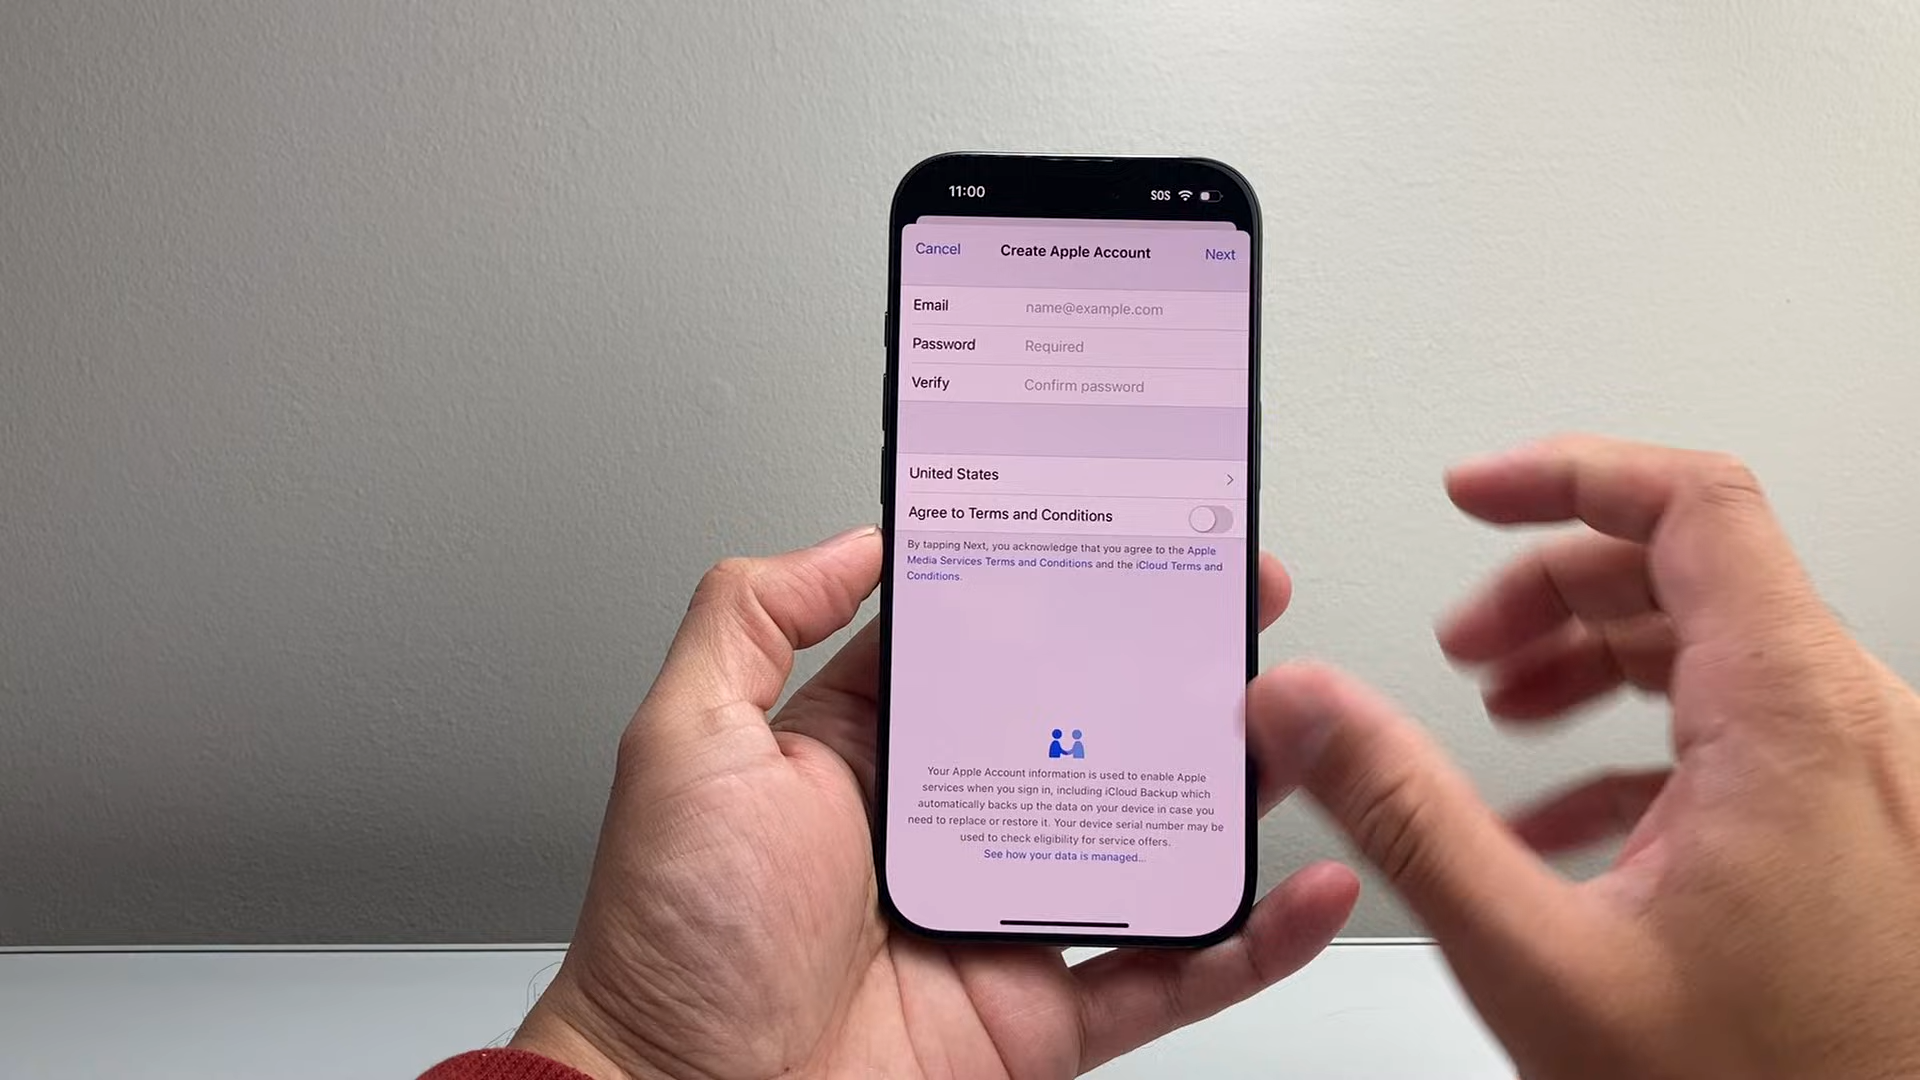 11:00 SOS
Cancel Create Apple Account Next
Email name@example.com
Password Required
Verify Confirm password
United States
Agree to Terms and Conditions
By tapping Next, you acknowledge that you agree to the Apple
Media Services Terms and Conditions and the iCloud Terms and
Conditions.
Your Apple Account information is used to enable Apple
services when you sign in, including iCloud Backup which
automatically backs up the data on your device in case you
need to replace or restore it. Your device serial number may be
used to check eligibility for service offers.
See how your data is managed...